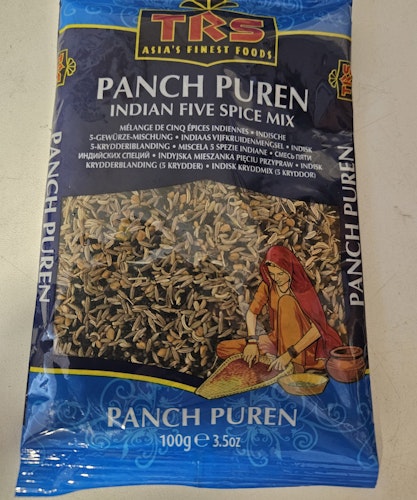 TRS
ASIA'S FINEST FOODS
PANCH PUREN
INDIAN FIVE SPICE MIX
MÉLANGE DE CINQ ÉPICES INDIENNES • INDISCHE
5-GEWÜRZE-MISCHUNG • INDIAAS VIJFKRUIDENMENGSEL • INDISK
5-KRYDDERIBLANDING • MISCELA 5 SPEZIE INDIANE • СМЕСЬ ПЯТИ
ИНДИЙСКИХ СПЕЦИЙ • INDYJSKA MIESZANKA PIĘCIU PRZYPRAW • INDISK
KRYDDERBLANDING (5 KRYDDER) • INDISK KRYDDMIX (5 KRYDDOR)
PANCH PUREN
PANCH PUREN
PANCH PUREN
100g ℮ 3.5oz